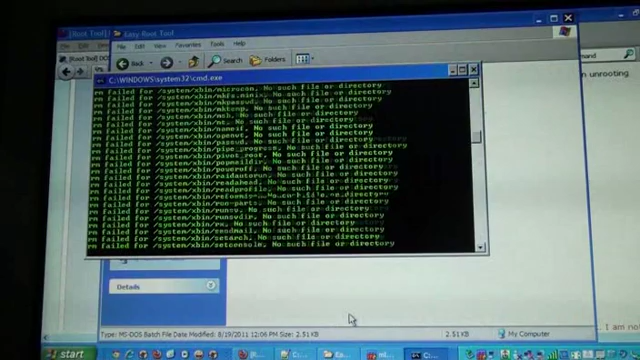 Easy Root Tool
File Edit View Favorites Tools Help
[Root Tool]
Back Search Folders
C:\WINDOWS\system32\cmd.exe
rm failed for /system/xbin/microcom, No such file or directory
rm failed for /system/xbin/mkfs.minix, No such file or directory
rm failed for /system/xbin/mkpasswd, No such file or directory
rm failed for /system/xbin/mktemp, No such file or directory
rm failed for /system/xbin/mt, No such file or directory
rm failed for /system/xbin/nameif, No such file or directory
rm failed for /system/xbin/openvt, No such file or directory
rm failed for /system/xbin/passwd, No such file or directory
rm failed for /system/xbin/pipe_progress, No such file or directory
rm failed for /system/xbin/pivot_root, No such file or directory
rm failed for /system/xbin/popmaildir, No such file or directory
rm failed for /system/xbin/poweroff, No such file or directory
rm failed for /system/xbin/readahead, No such file or directory
rm failed for /system/xbin/readprofile, No such file or directory
rm failed for /system/xbin/run-parts, No such file or directory
rm failed for /system/xbin/runsv, No such file or directory
rm failed for /system/xbin/runsvdir, No such file or directory
rm failed for /system/xbin/rx, No such file or directory
rm failed for /system/xbin/sendmail, No such file or directory
rm failed for /system/xbin/setarch, No such file or directory
rm failed for /system/xbin/setconsole, No such file or directory
mmand
n unrooting
Details
I am not
Type: MS-DOS Batch File Date Modified: 8/19/2011 12:06 PM Size: 2.51 KB 2.51 KB My Computer
start